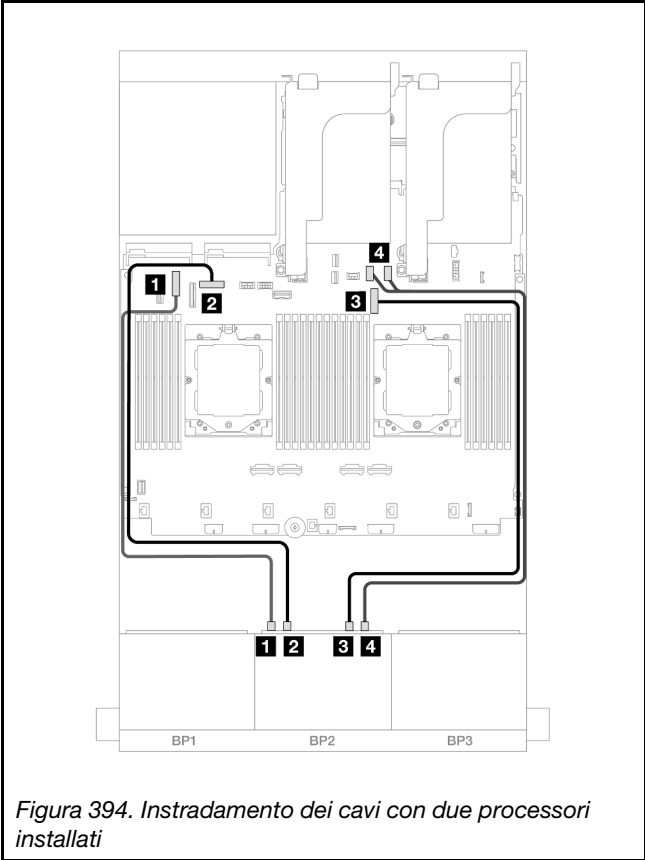 4
1
2
3
1 2 3 4
BP1 BP2 BP3
Figura 394. Instradamento dei cavi con due processori
installati